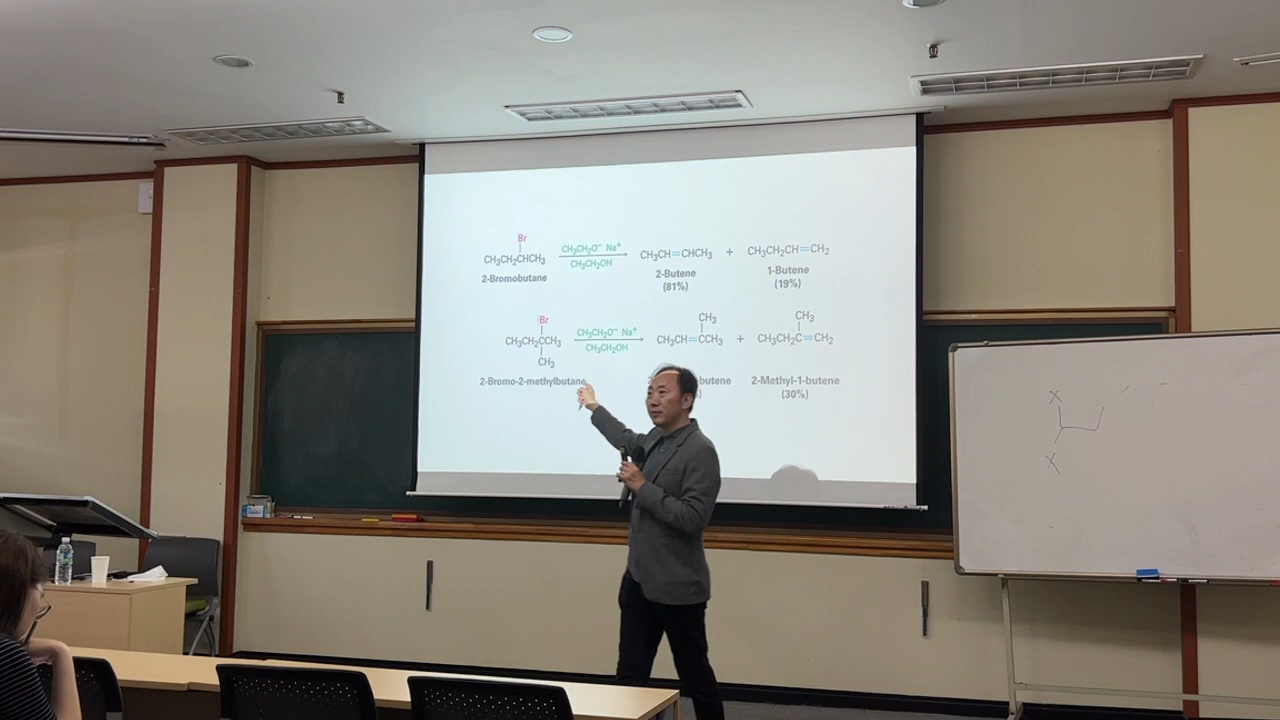 Br
CH₃CH₂CHCH₃
CH₃CH₂O⁻ Na⁺
CH₃CH₂OH
CH₃CH=CHCH₃ + CH₃CH₂CH=CH₂
2-Bromobutane
2-Butene
(81%)
1-Butene
(19%)
Br
CH₃CH₂CCH₃
CH₃
CH₃CH₂O⁻ Na⁺
CH₃CH₂OH
CH₃
CH₃CH=CCH₃ +
CH₃
CH₃CH₂C=CH₂
2-Bromo-2-methylbutane
butene
2-Methyl-1-butene
(30%)
X
X